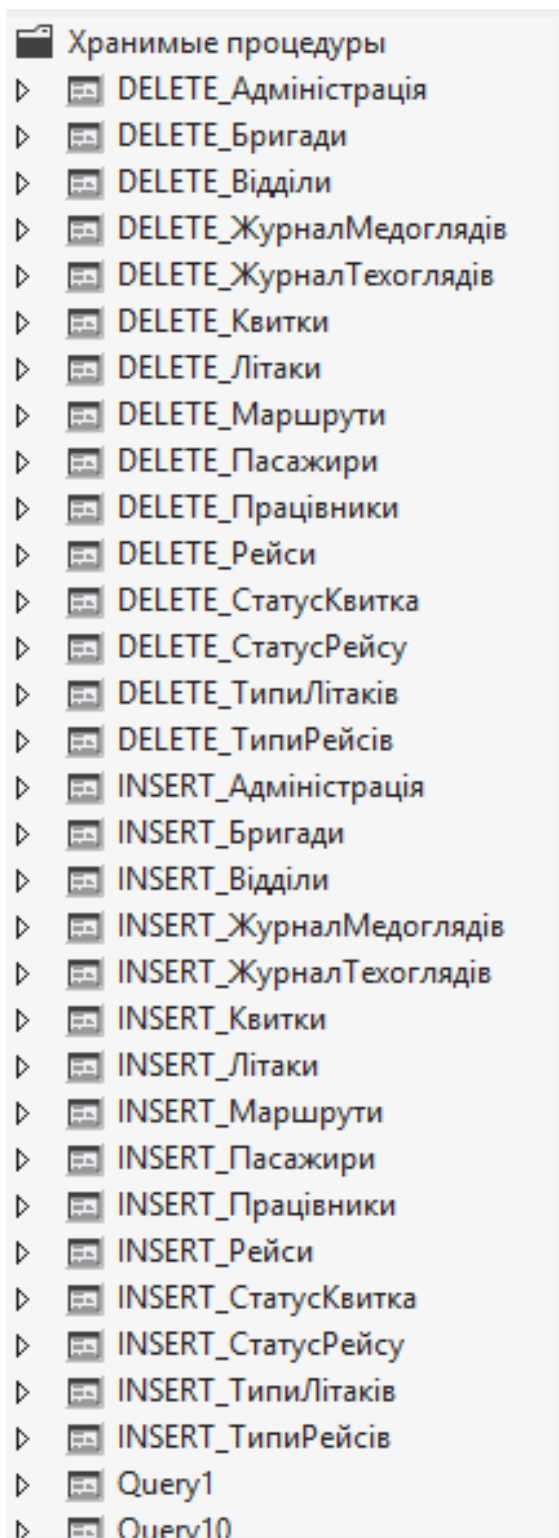 Хранимые процедуры
DELETE_Адміністрація
DELETE_Бригади
DELETE_Відділи
DELETE_ЖурналМедоглядів
DELETE_ЖурналТехоглядів
DELETE_Квитки
DELETE_Літаки
DELETE_Маршрути
DELETE_Пасажири
DELETE_Працівники
DELETE_Рейси
DELETE_СтатусКвитка
DELETE_СтатусРейсу
DELETE_ТипиЛітаків
DELETE_ТипиРейсів
INSERT_Адміністрація
INSERT_Бригади
INSERT_Відділи
INSERT_ЖурналМедоглядів
INSERT_ЖурналТехоглядів
INSERT_Квитки
INSERT_Літаки
INSERT_Маршрути
INSERT_Пасажири
INSERT_Працівники
INSERT_Рейси
INSERT_СтатусКвитка
INSERT_СтатусРейсу
INSERT_ТипиЛітаків
INSERT_ТипиРейсів
Query1
Query10